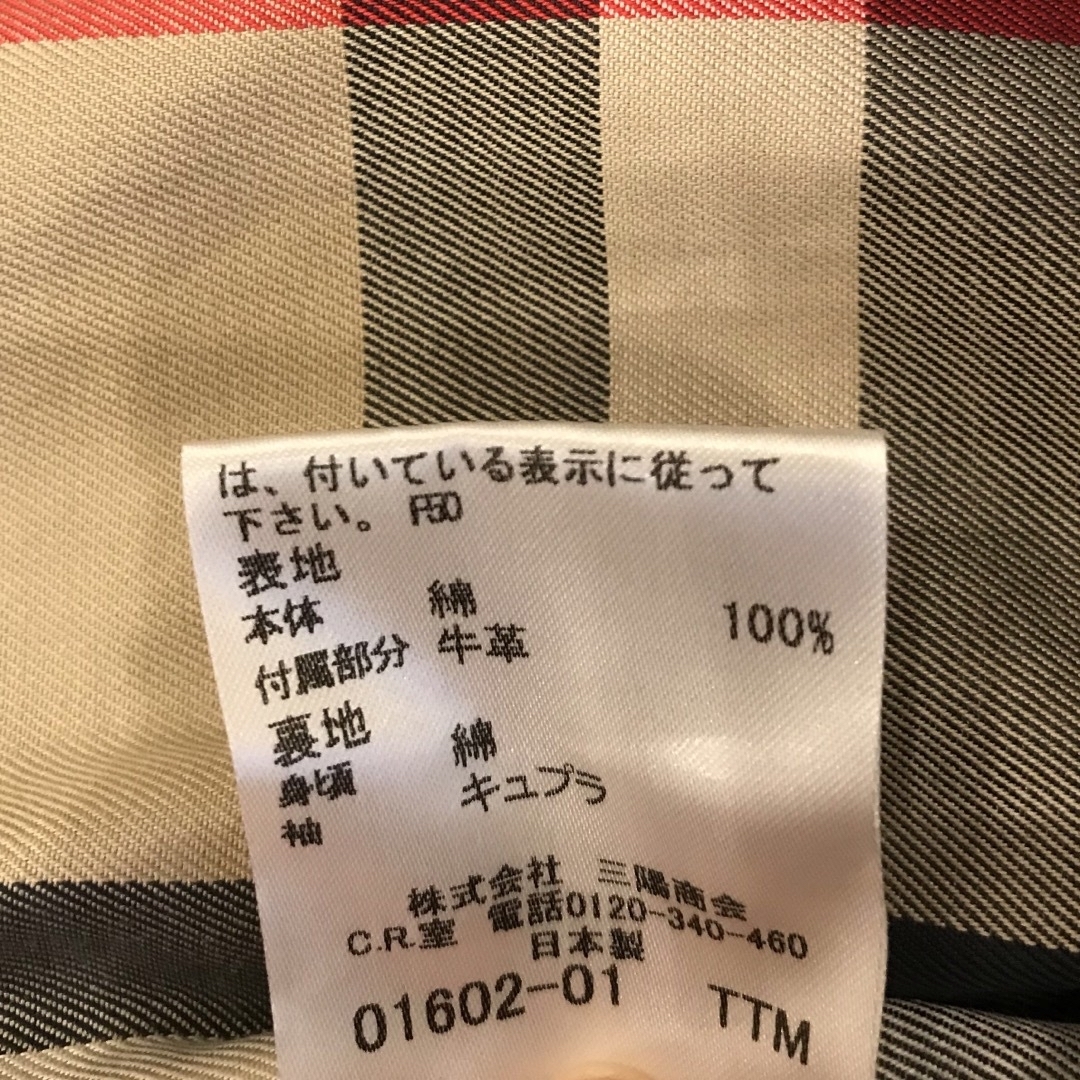 は、付いている表示に従って
下さい。 P50
表地
本体 綿 100%
付属部分 牛革
裏地
身頃 綿
袖 キュプラ
株式会社 三陽商会
C.R.室 電話0120-340-460
日本製
01602-01 TTM